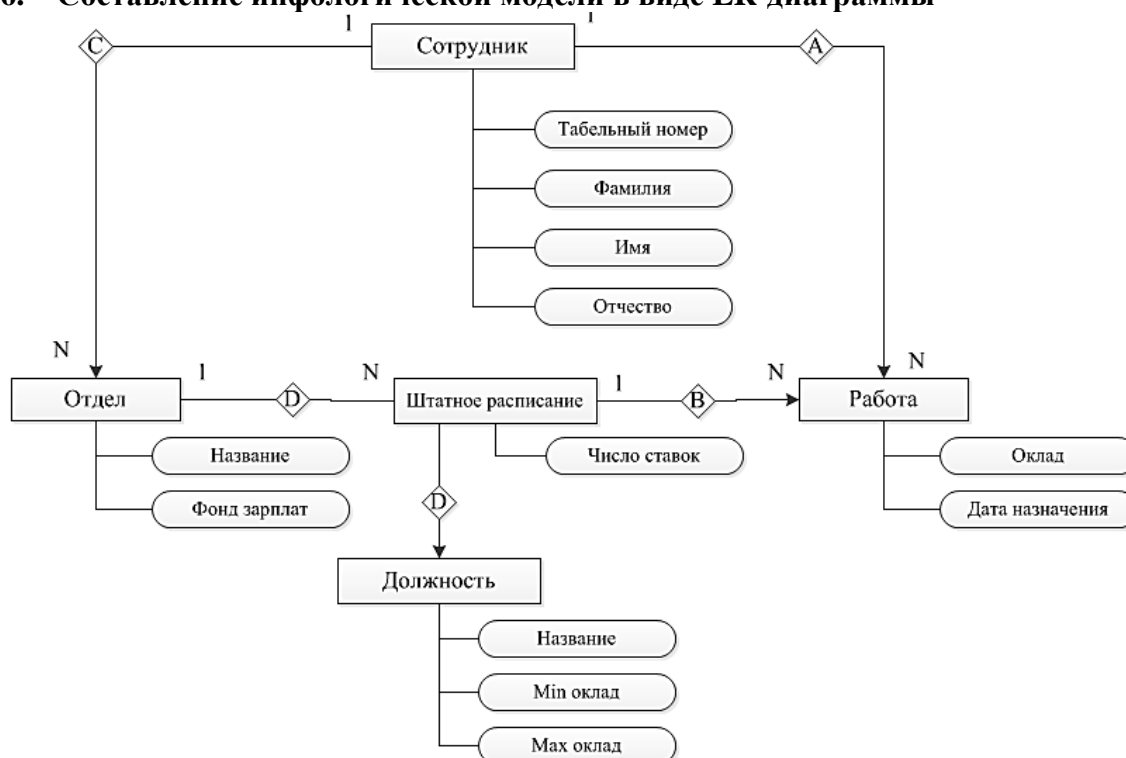 6. Составление инфологической модели в виде ER-диаграммы
1
1
C
Сотрудник
A
Табельный номер
Фамилия
Имя
Отчество
N
1
N
1
N
N
Отдел
D
Штатное расписание
B
Работа
Название
Число ставок
Оклад
Фонд зарплат
D
Дата назначения
Должность
Название
Min оклад
Max оклад